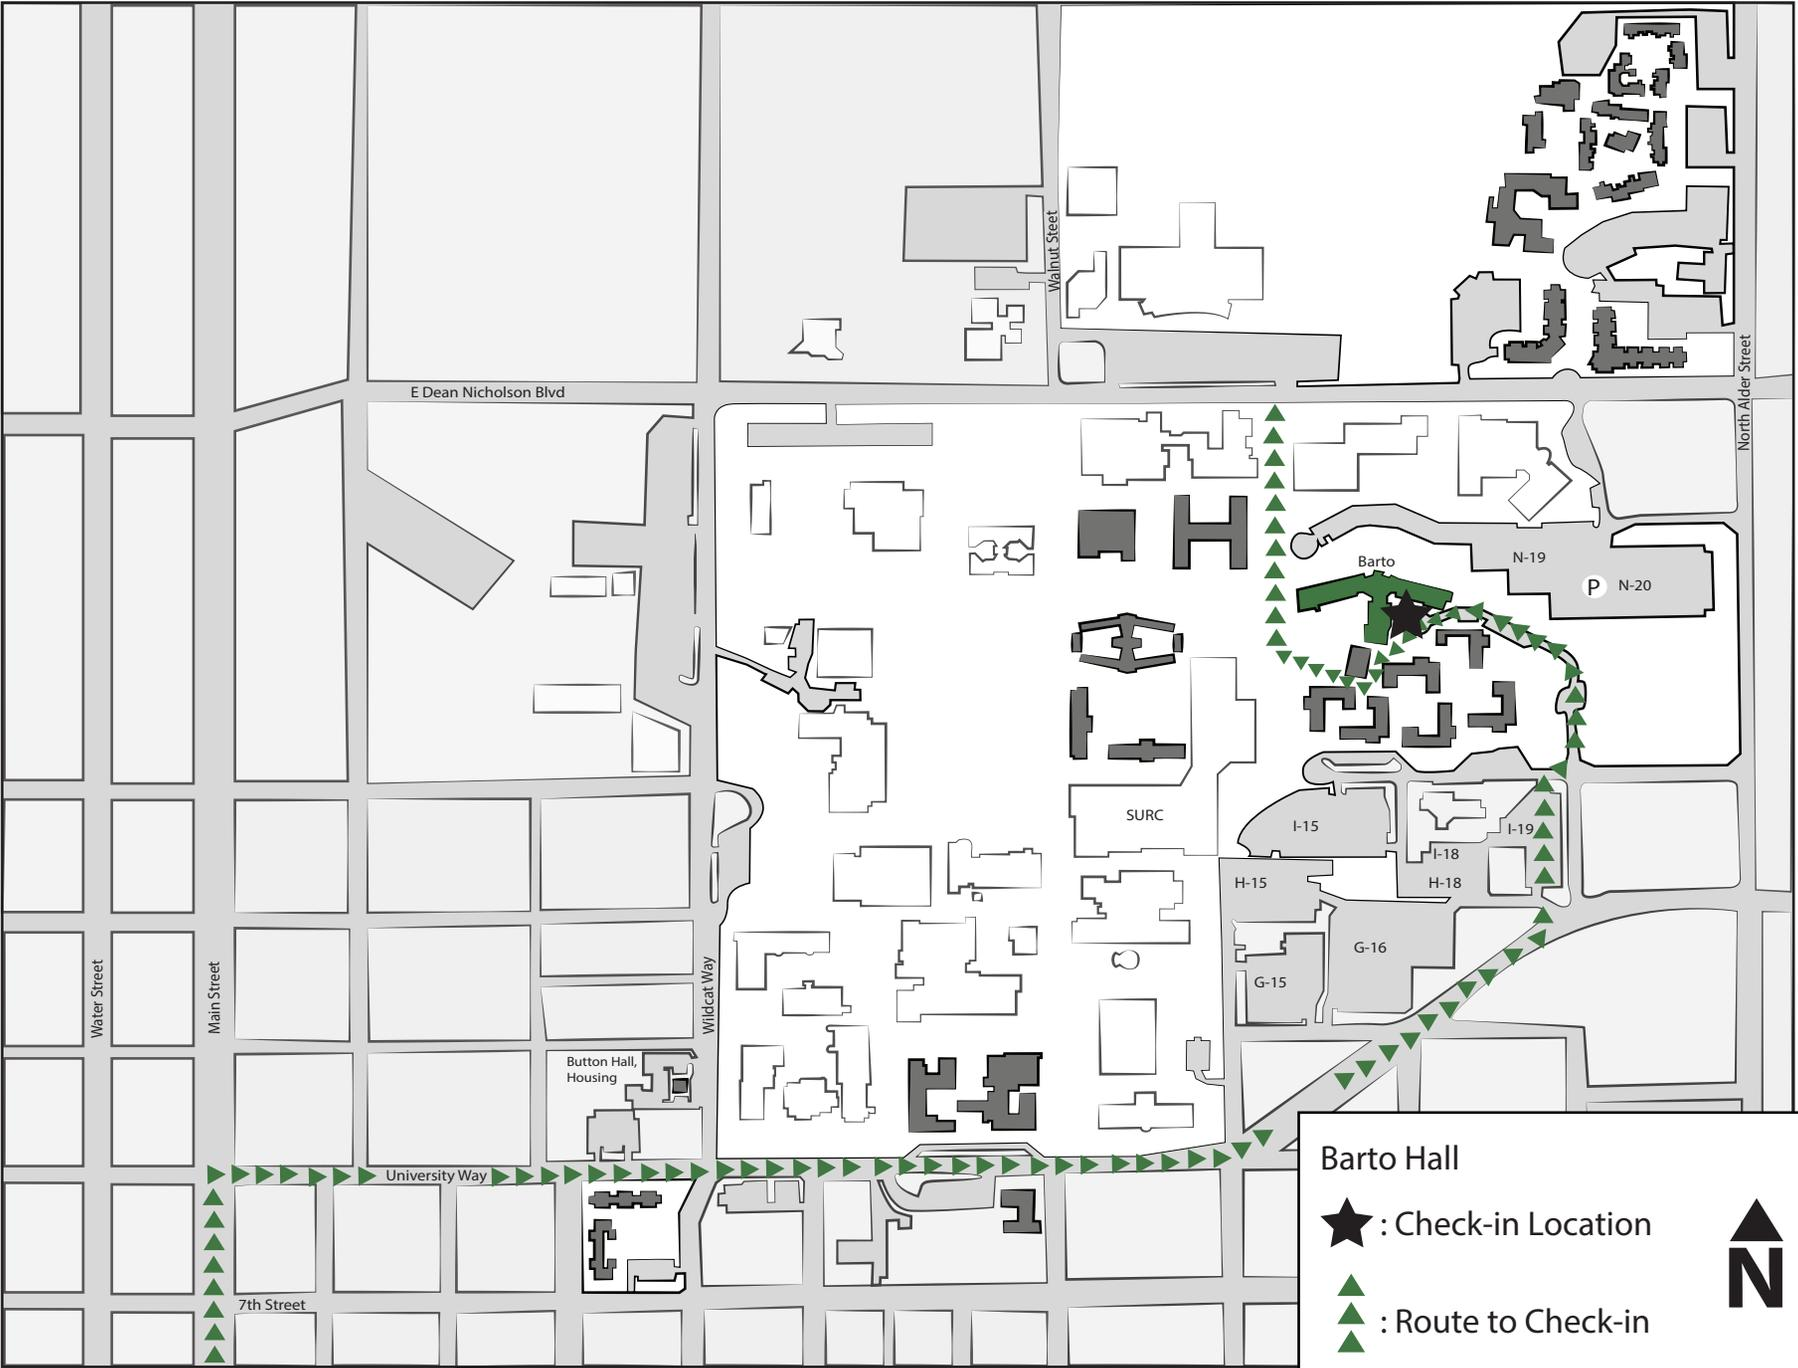 Walnut Steet
E Dean Nicholson Blvd
North Alder Street
Barto
N-19
P
N-20
SURC
I-15
I-19
I-18
H-15
H-18
G-16
G-15
Water Street
Main Street
Wildcat Way
Button Hall,
Housing
University Way
7th Street
Barto Hall
: Check-in Location
: Route to Check-in
N